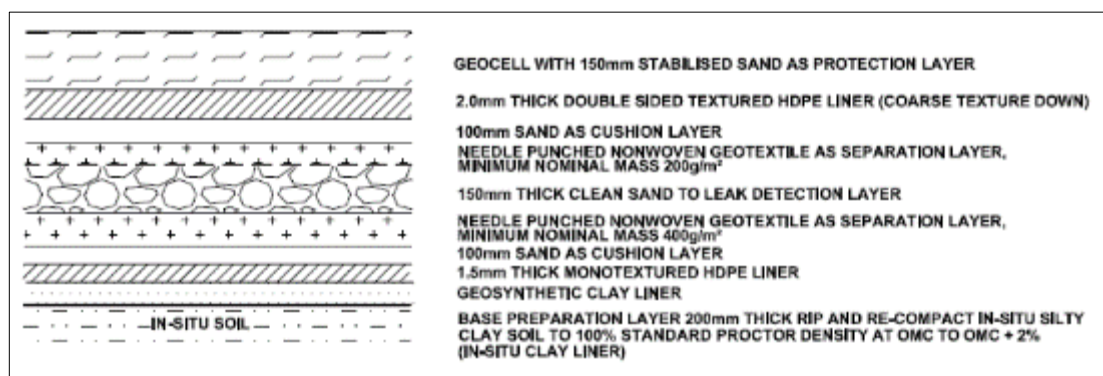 GEOCELL WITH 150mm STABILISED SAND AS PROTECTION LAYER
2.0mm THICK DOUBLE SIDED TEXTURED HDPE LINER (COARSE TEXTURE DOWN)
100mm SAND AS CUSHION LAYER
NEEDLE PUNCHED NONWOVEN GEOTEXTILE AS SEPARATION LAYER,
MINIMUM NOMINAL MASS 200g/m²
150mm THICK CLEAN SAND TO LEAK DETECTION LAYER
NEEDLE PUNCHED NONWOVEN GEOTEXTILE AS SEPARATION LAYER,
MINIMUM NOMINAL MASS 400g/m²
100mm SAND AS CUSHION LAYER
1.5mm THICK MONOTEXTURED HDPE LINER
GEOSYNTHETIC CLAY LINER
IN-SITU SOIL
BASE PREPARATION LAYER 200mm THICK RIP AND RE-COMPACT IN-SITU SILTY
CLAY SOIL TO 100% STANDARD PROCTOR DENSITY AT OMC TO OMC + 2%
(IN-SITU CLAY LINER)